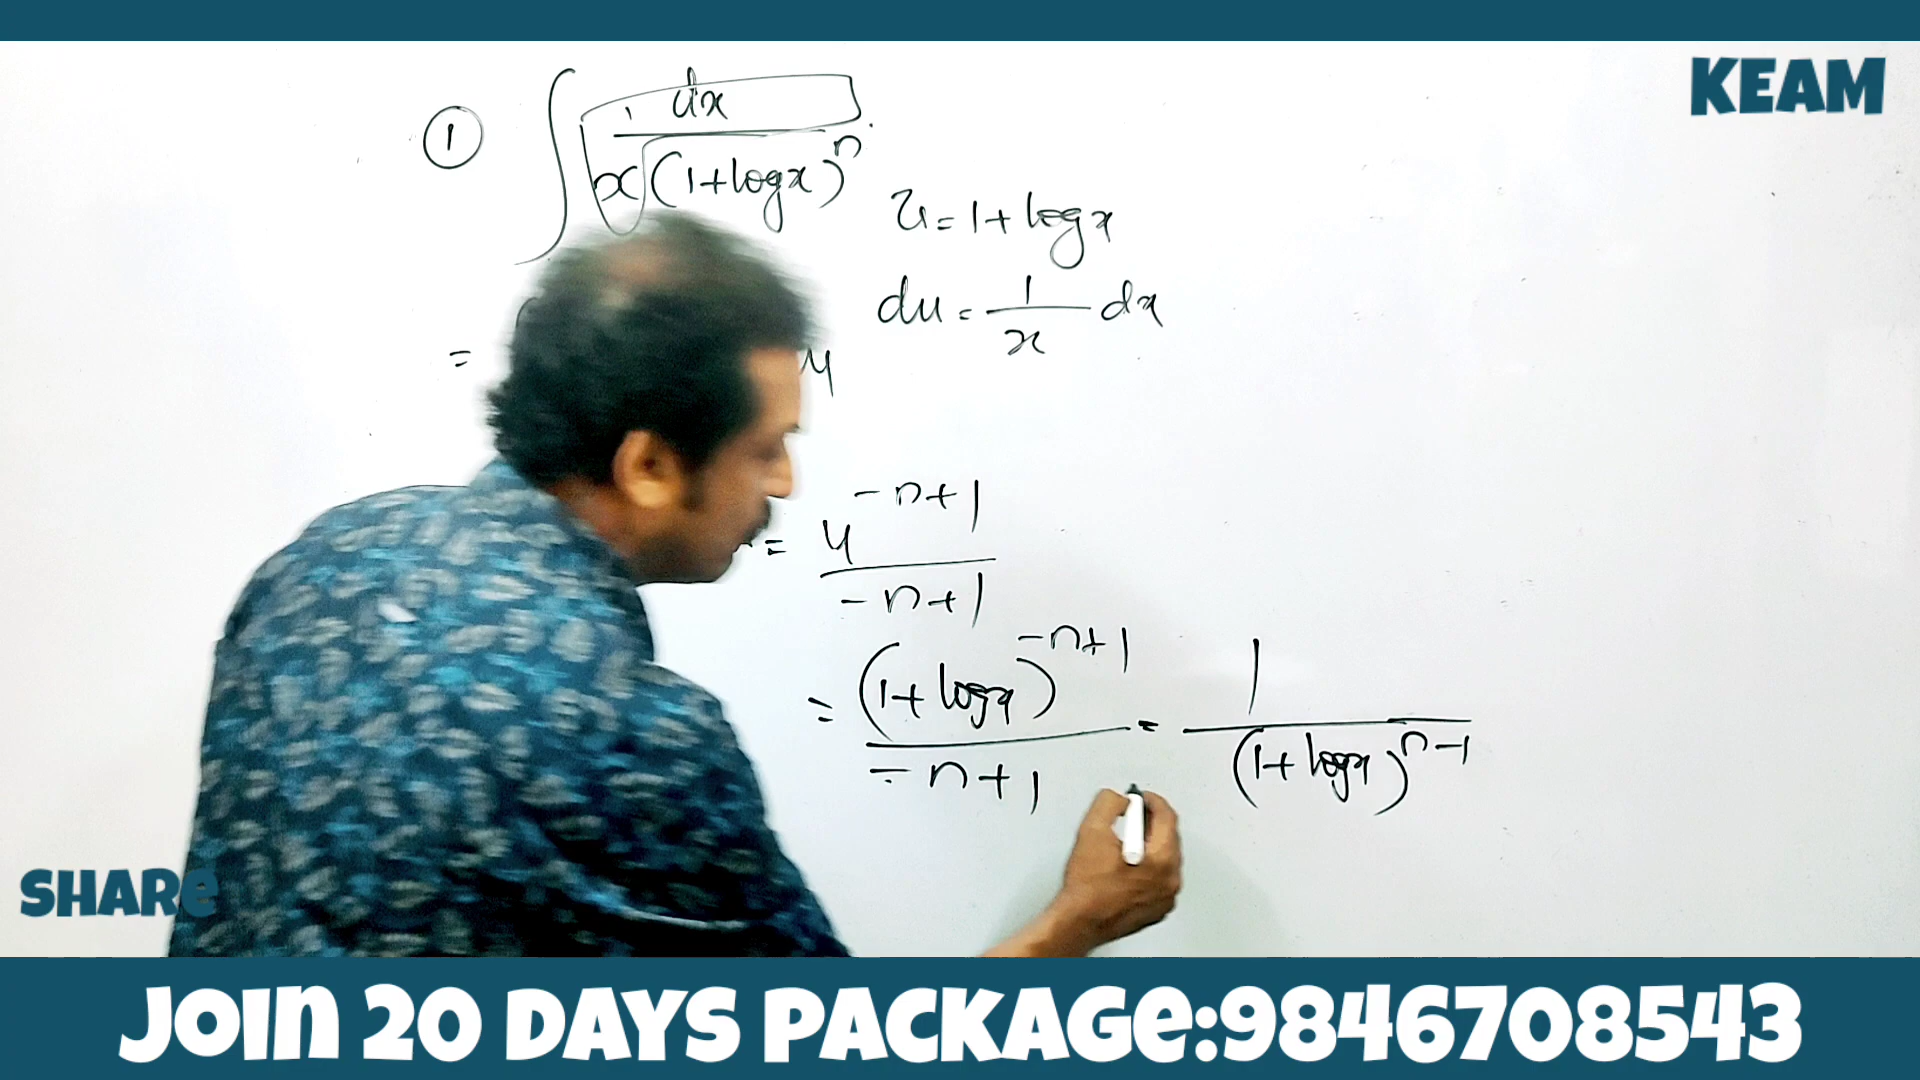 KEAM
① ∫ dx / x(1+logx)^n
u = 1 + logx
du = 1/x dx
=
u
= u^(-n+1) / -n+1
= (1+logx)^(-n+1) / -n+1 = 1 / (1+logx)^(n-1)
SHARe
JOIN 20 DAYS PACKAGe:9846708543